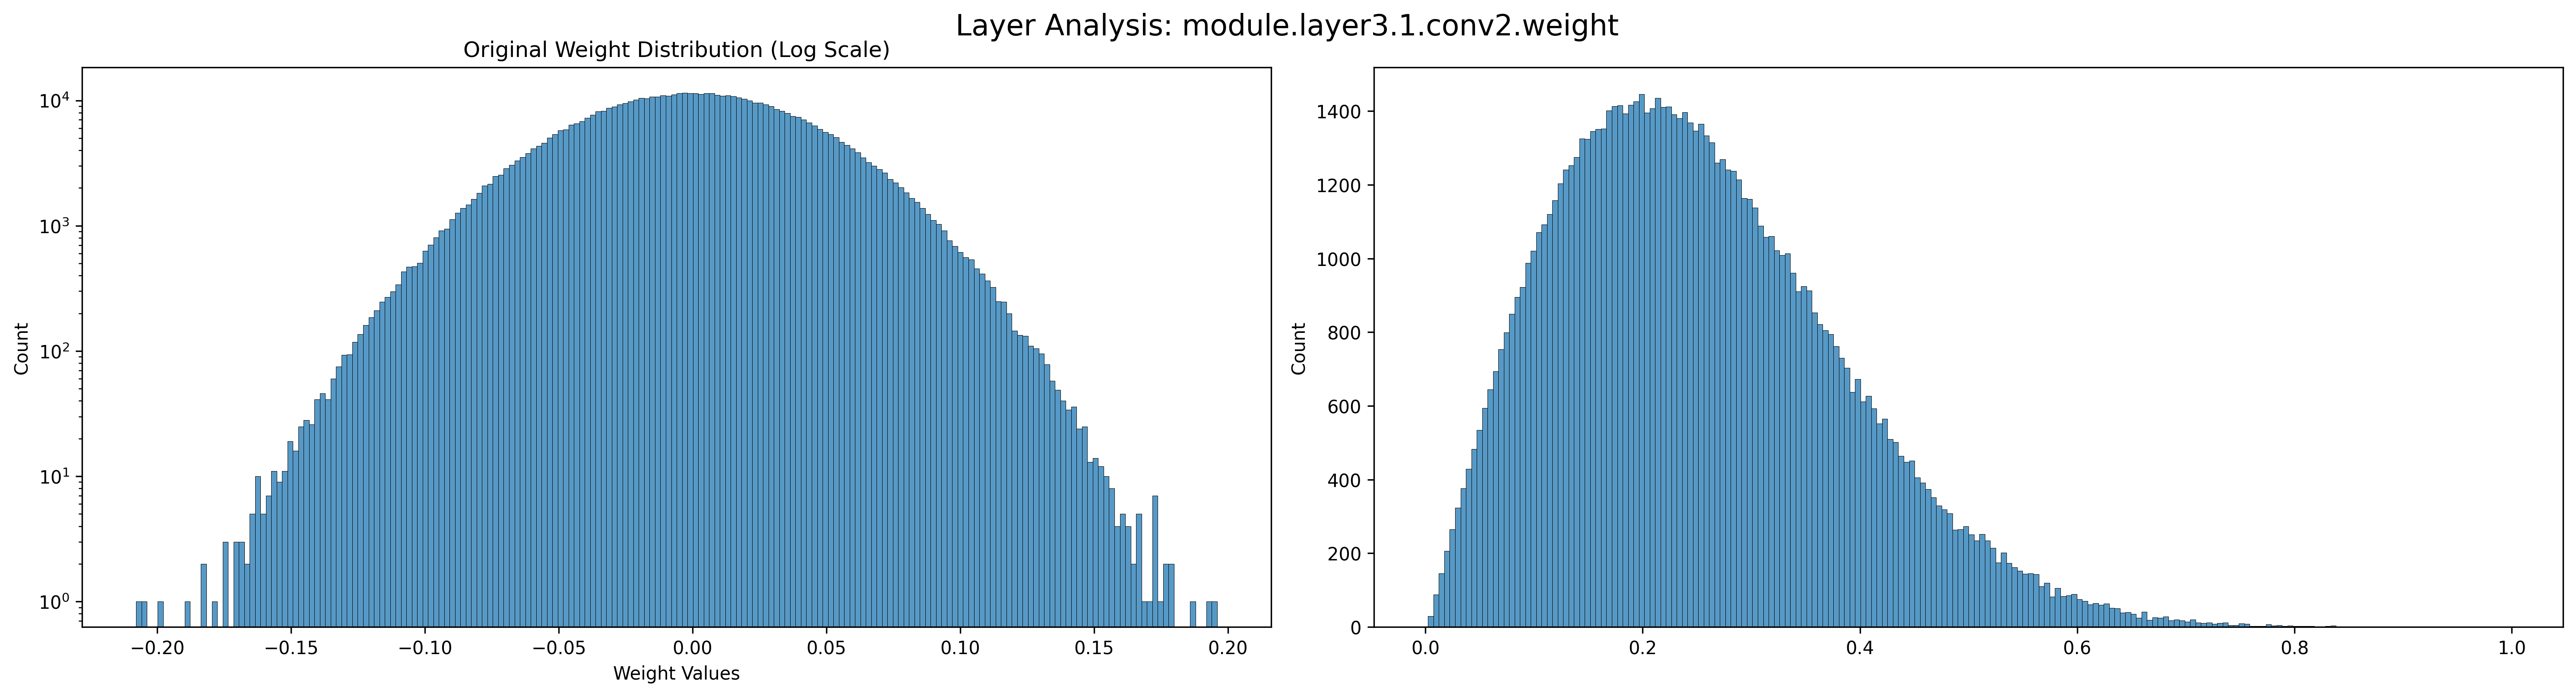 Layer Analysis: module.layer3.1.conv2.weight
Original Weight Distribution (Log Scale)
Count
10⁴
10³
10²
10¹
10⁰
−0.20 −0.15 −0.10 −0.05 0.00 0.05 0.10 0.15 0.20
Weight Values
Count
1400
1200
1000
800
600
400
200
0
0.0 0.2 0.4 0.6 0.8 1.0